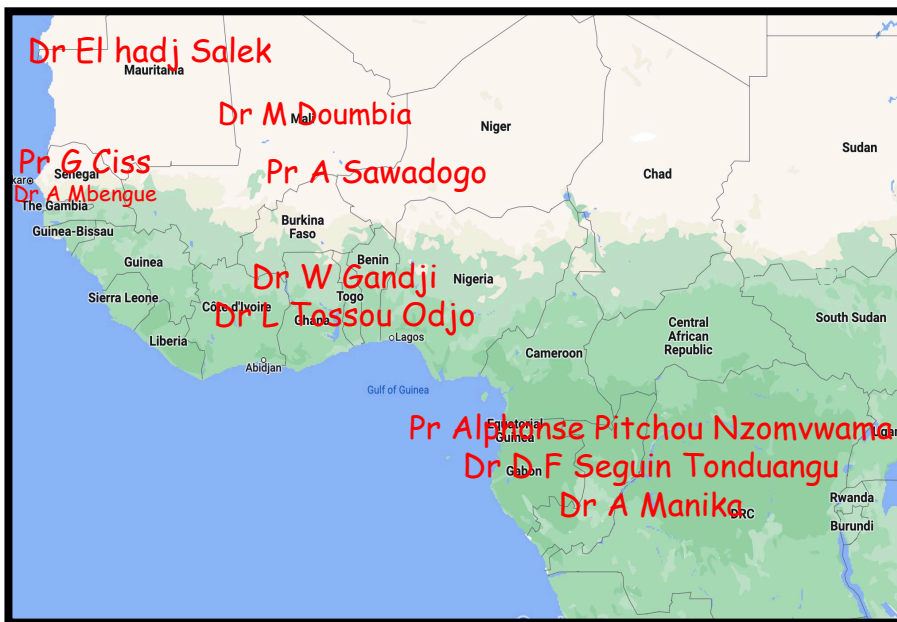 Dr El hadj Salek
Mauritania
Dr M Doumbia
Mali
Niger
Sudan
Pr G Ciss
Pr A Sawadogo
Chad
Senegal
Dr A Mbengue
The Gambia
Burkina
Faso
Guinea-Bissau
Benin
Guinea
Dr W Gandji
Nigeria
Sierra Leone
Côte d'Ivoire
Togo
Dr L Tossou Odjo
Ghana
South Sudan
Central
African
Republic
Liberia
Lagos
Cameroon
Abidjan
Gulf of Guinea
Pr Alphonse Pitchou Nzomvwama
Equatorial
Guinea
Dr D F Seguin Tonduangu
Gabon
Rwanda
Dr A Manika
DRC
Burundi